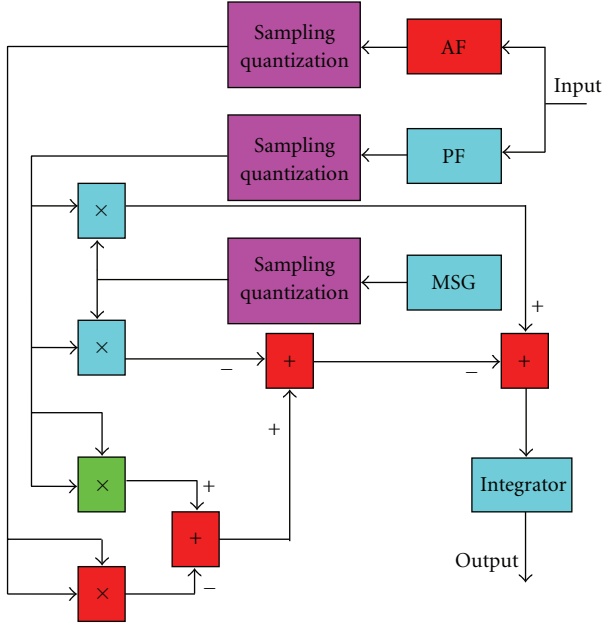 Sampling
quantization
AF
Input
Sampling
quantization
PF
×
Sampling
quantization
MSG
+
×
−
+
−
+
+
×
+
Integrator
+
Output
×
−